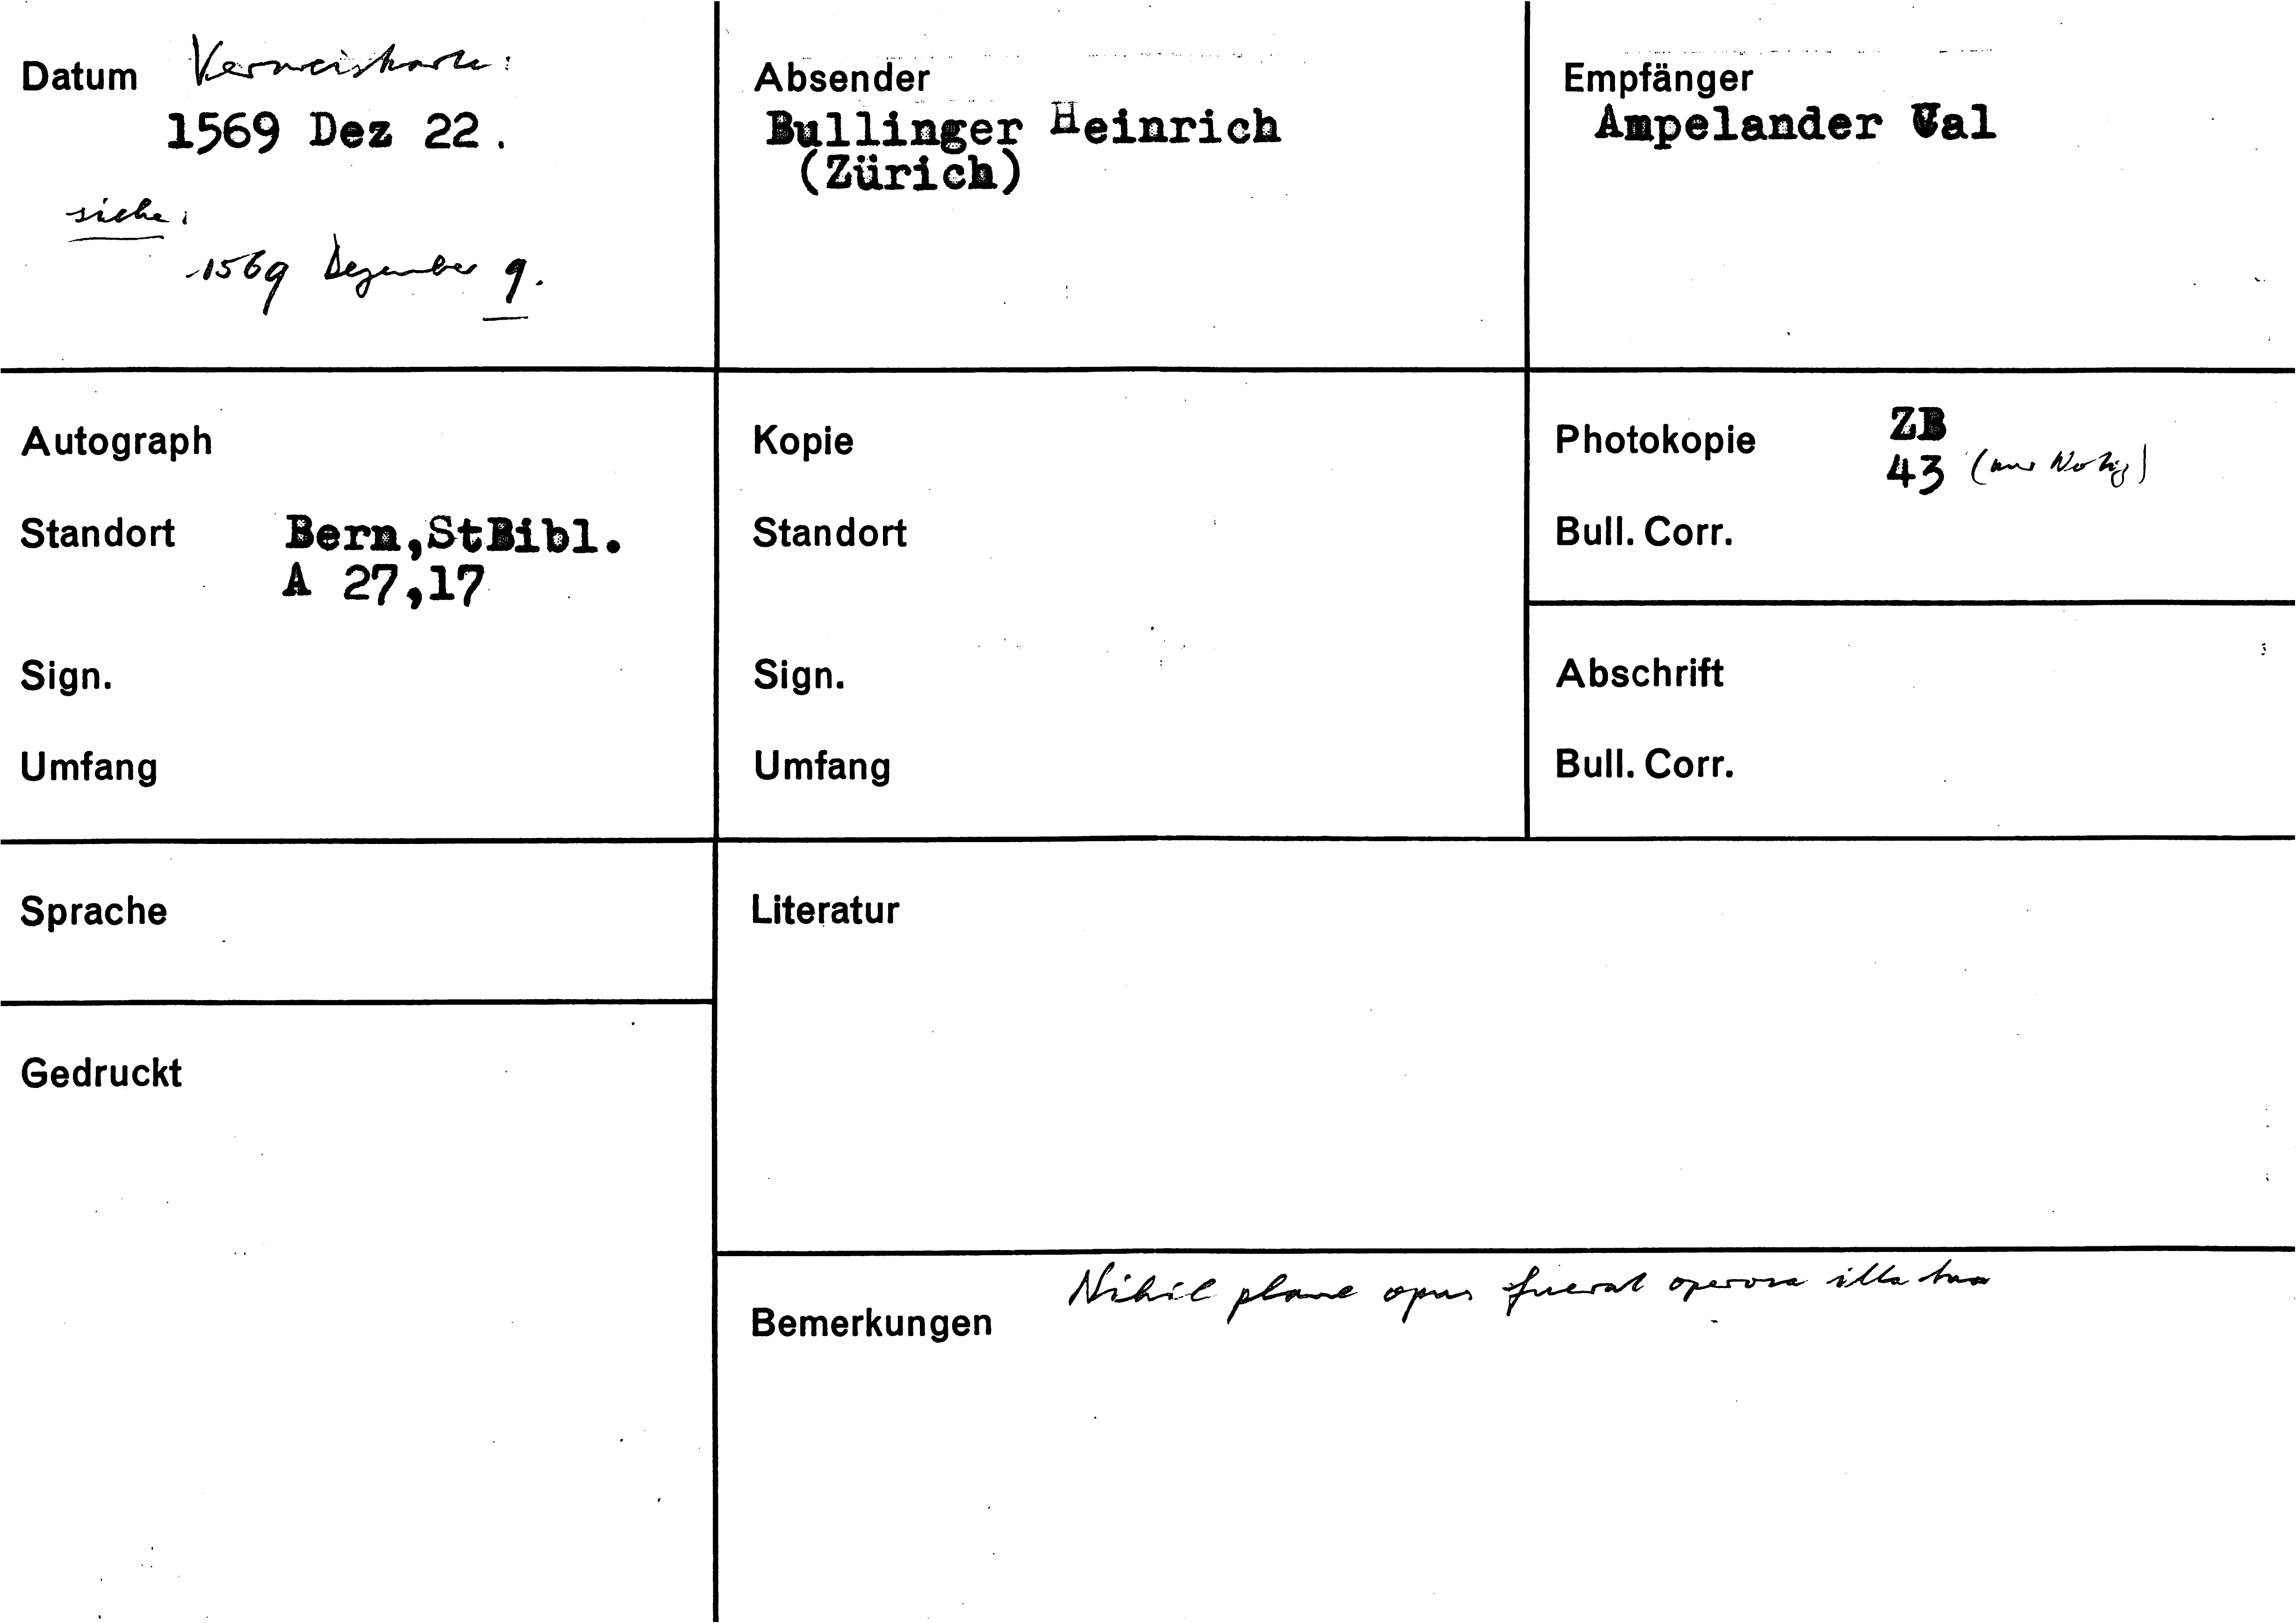 Datum Verweiskarte:
1569 Dez 22.
siehe:
1569 Dezember 9.
Absender
Bullinger Heinrich
(Zürich)
Empfänger
Ampelander Val
Autograph
Standort Bern,StBibl.
A 27,17
Sign.
Umfang
Kopie
Standort
Sign.
Umfang
Photokopie ZB
43 (nur Notiz)
Bull. Corr.
Abschrift
Bull. Corr.
Sprache
Gedruckt
Literatur
Nihil plane opus fuerat operosa illa tua
Bemerkungen